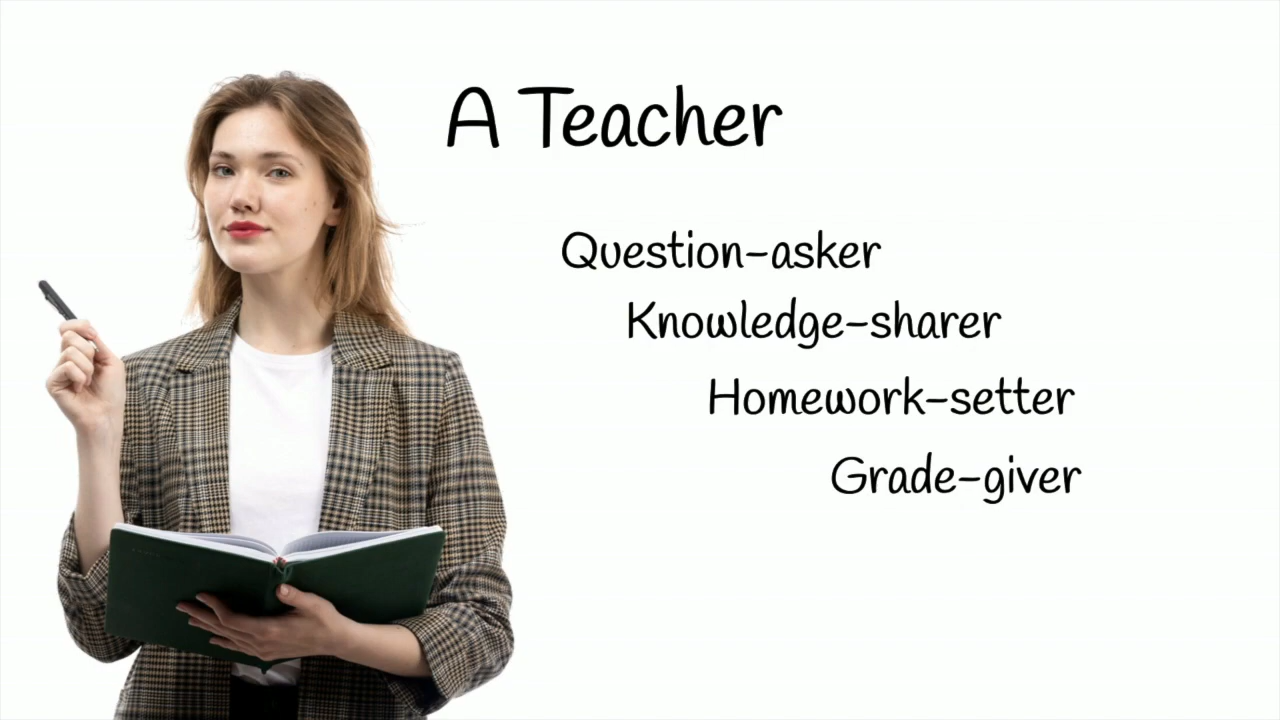 A Teacher
Question-asker
Knowledge-sharer
Homework-setter
Grade-giver